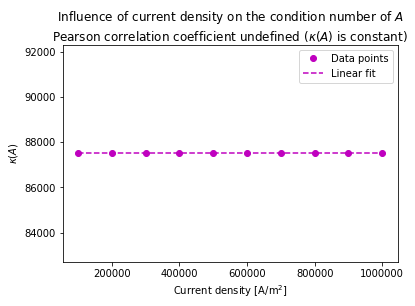 Influence of current density on the condition number of A
Pearson correlation coefficient undefined (κ(A) is constant)
92000
90000
88000
86000
84000
κ(A)
Data points
Linear fit
200000 400000 600000 800000 1000000
Current density [A/m²]